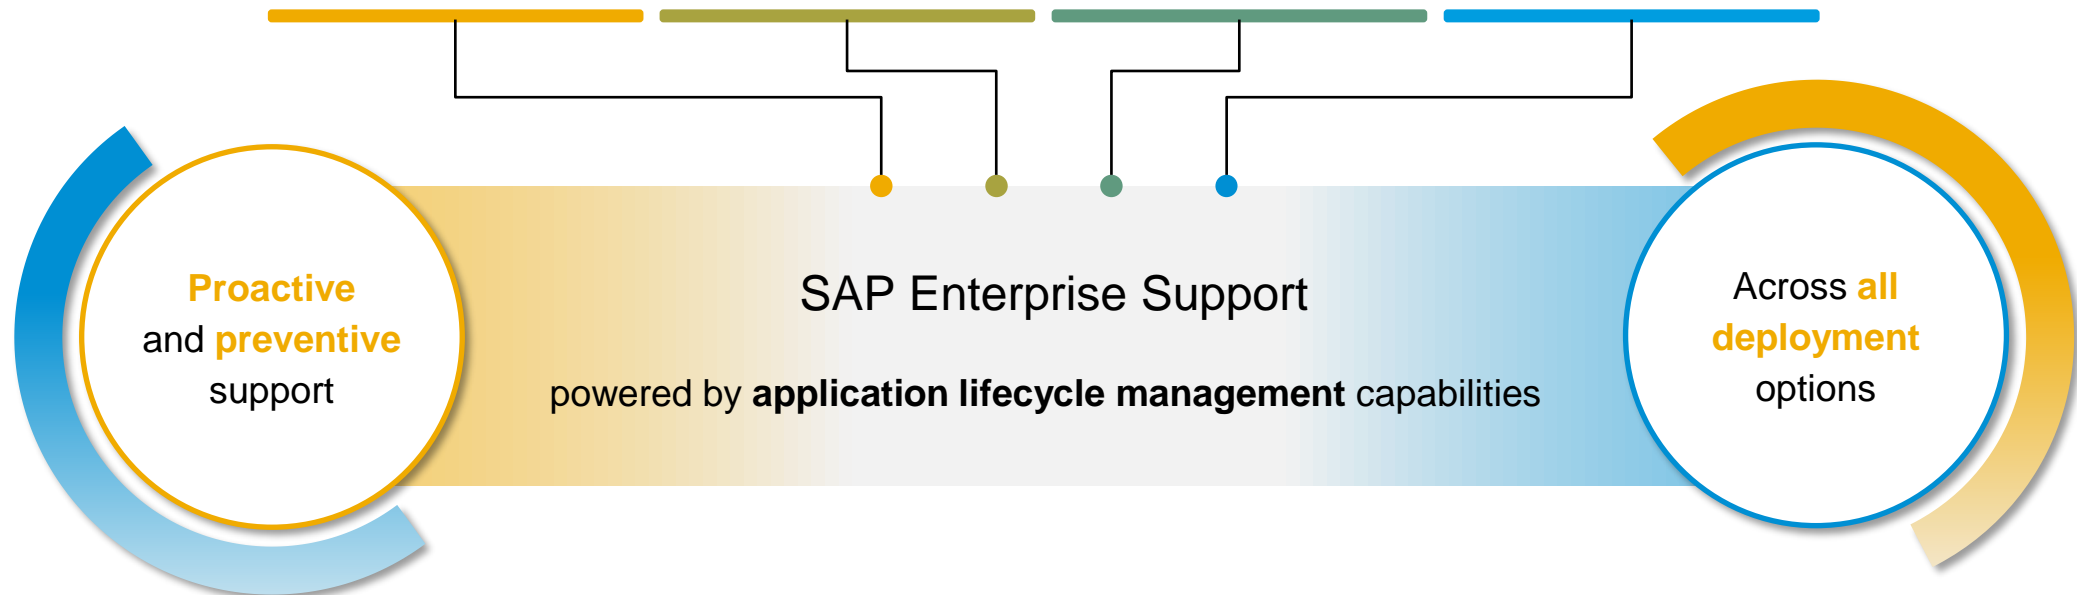 Proactive
and preventive
support
SAP Enterprise Support
powered by application lifecycle management capabilities
Across all
deployment
options